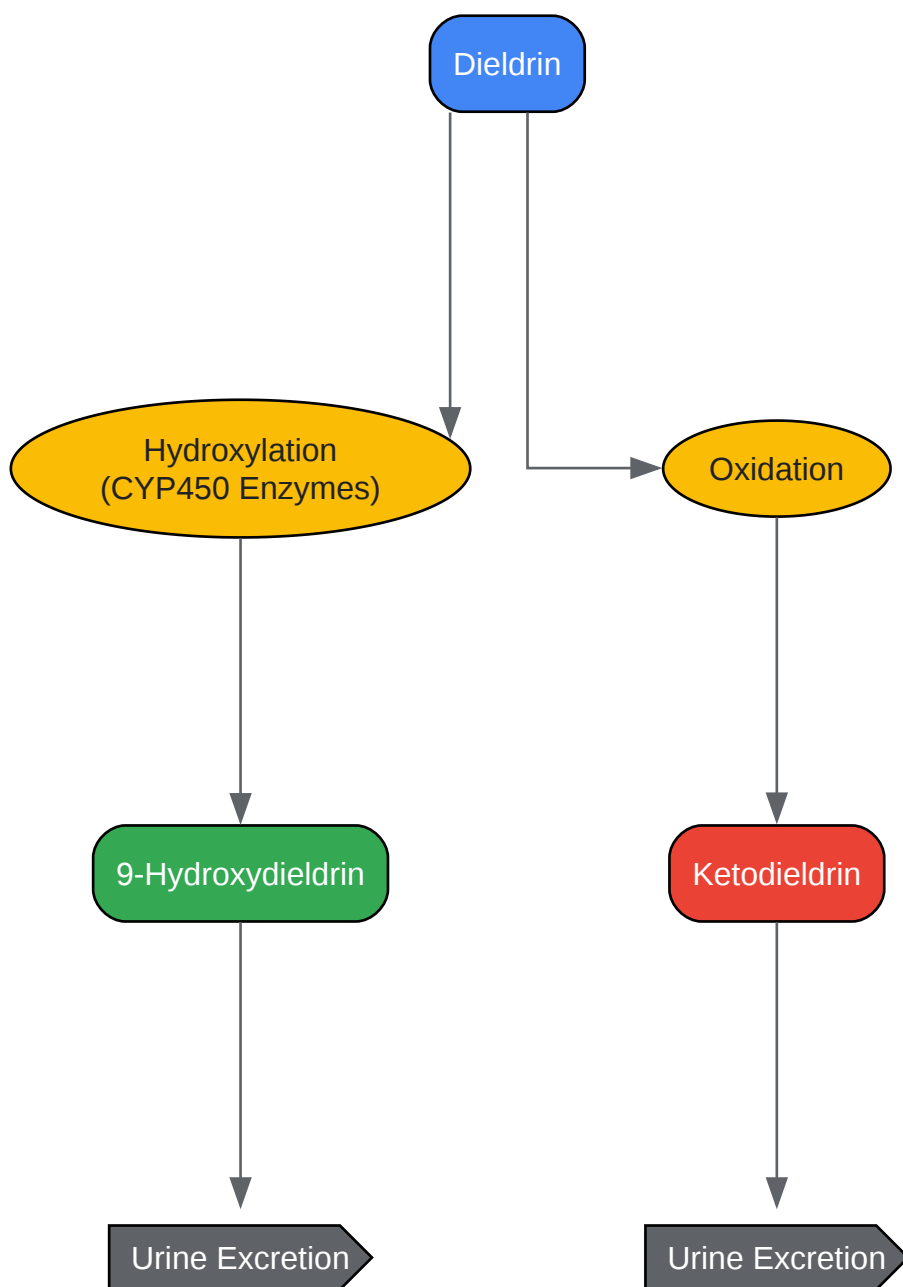 Dieldrin
Hydroxylation
(CYP450 Enzymes)
Oxidation
9-Hydroxydieldrin
Ketodieldrin
Urine Excretion
Urine Excretion